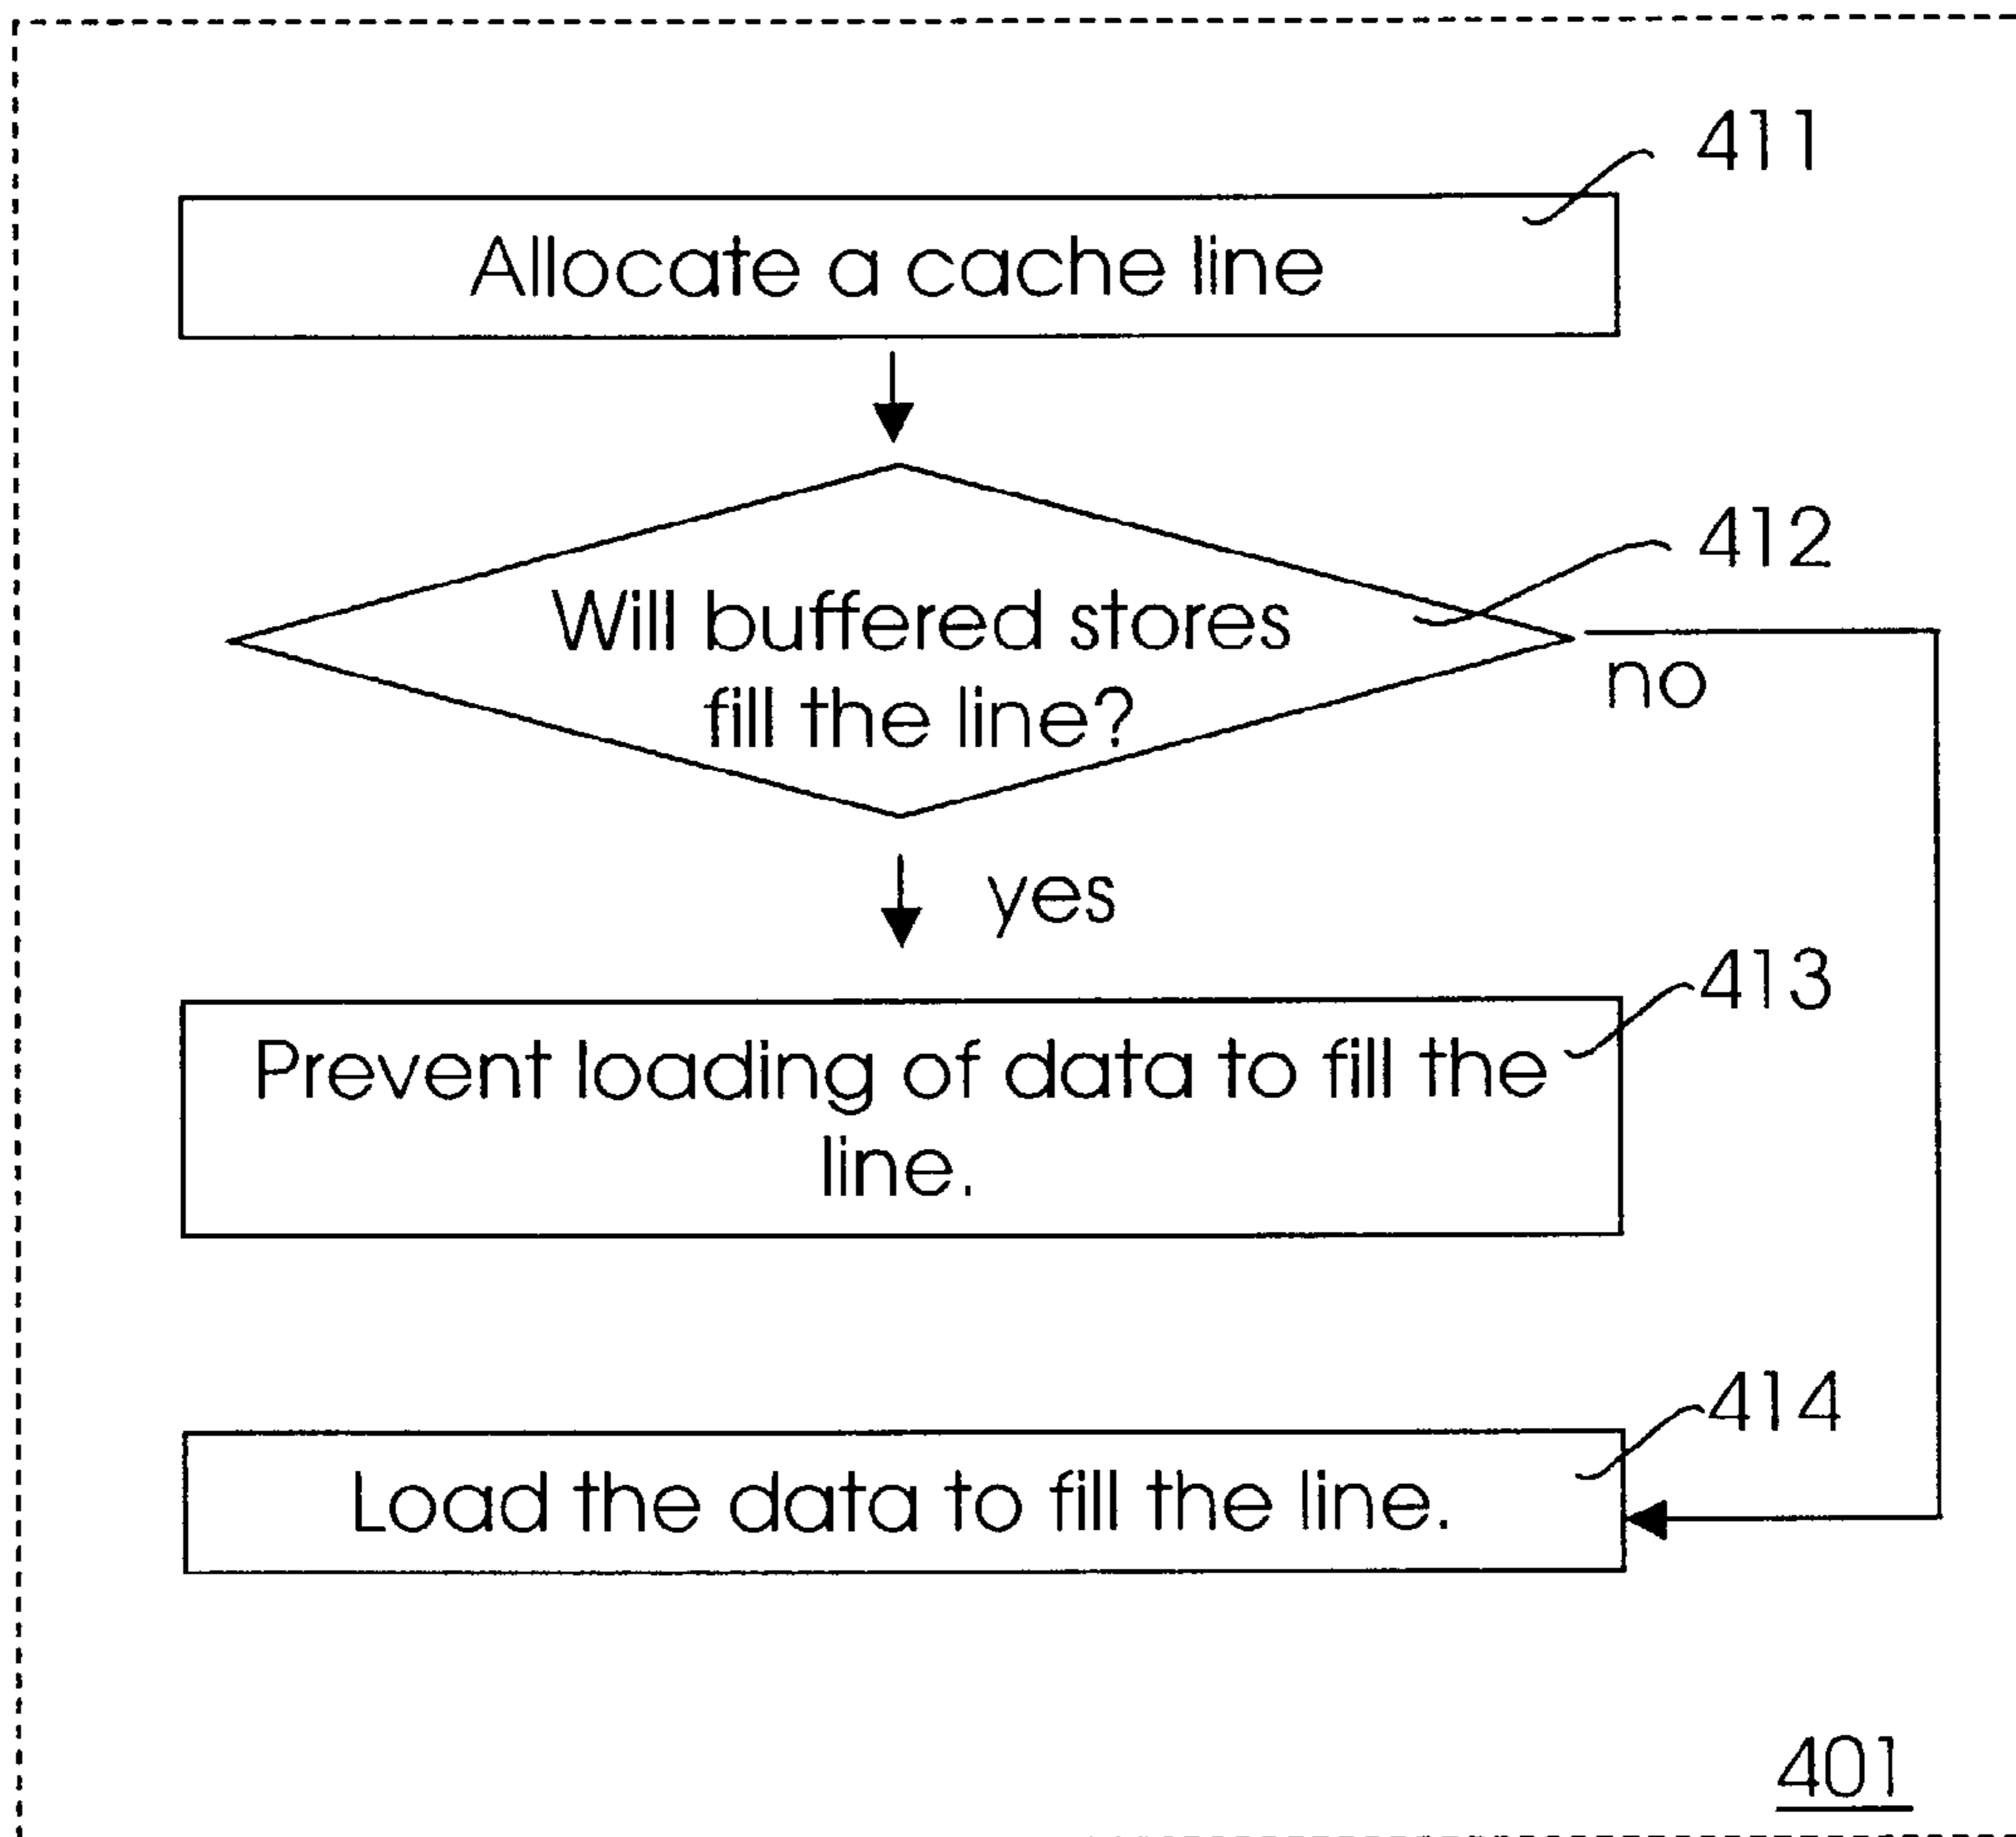 411
Allocate a cache line
412
Will buffered stores
fill the line?
no
yes
413
Prevent loading of data to fill the
line.
414
Load the data to fill the line.
401